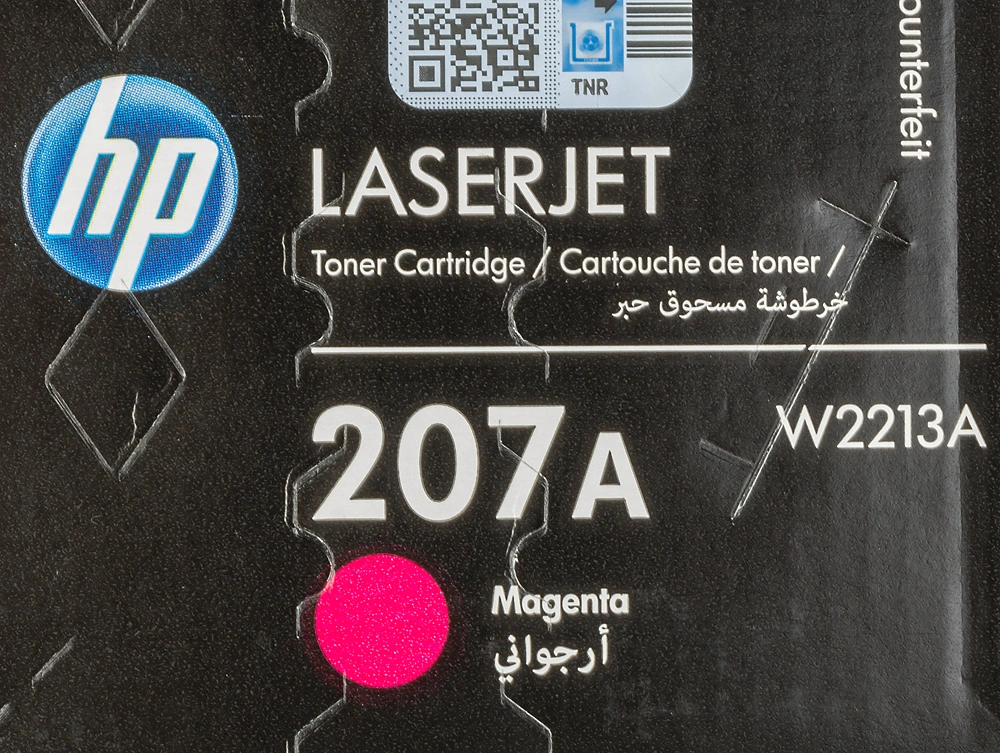 TNR
ounterfeit
hp
LASERJET
Toner Cartridge / Cartouche de toner /
خرطوشة مسحوق حبر
207A
W2213A
Magenta
أرجواني